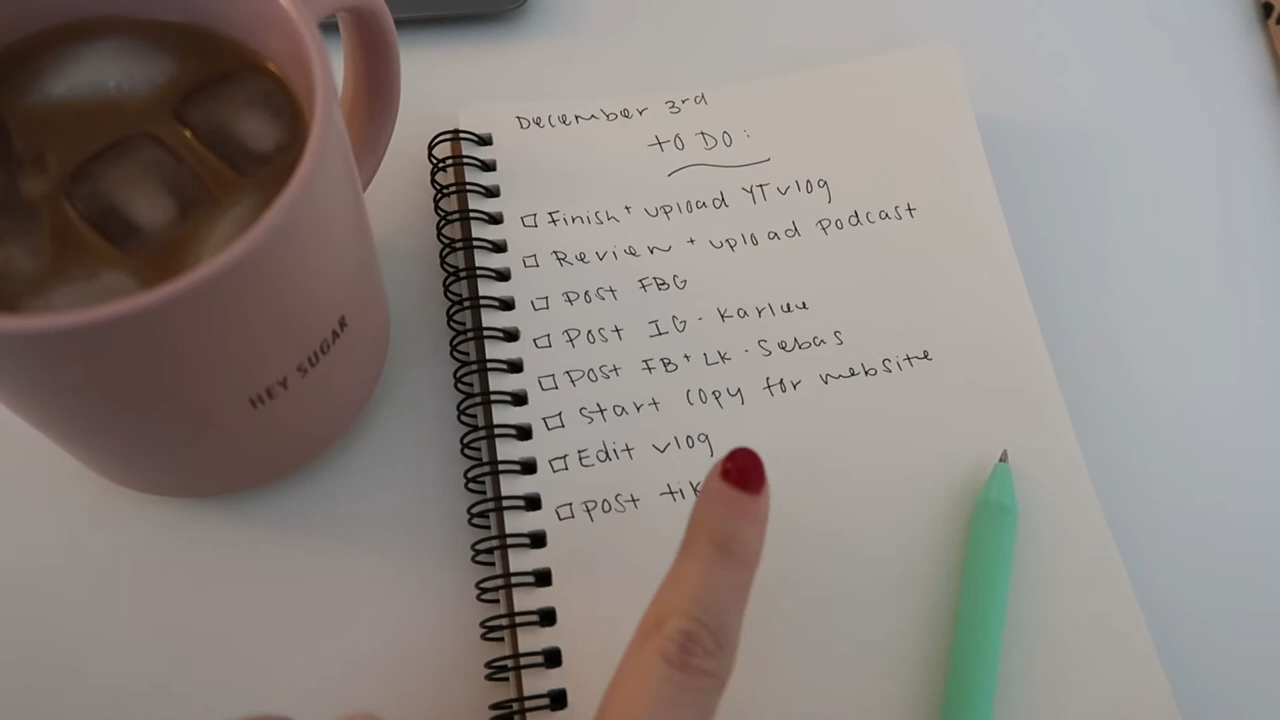 December 3rd
TO DO:
Finish + upload YT vlog
Review + upload podcast
Post FBG
Post IG - Karlee
Post FB + LK - Sebas
Start copy for website
Edit vlog
post tik
HEY SUGAR